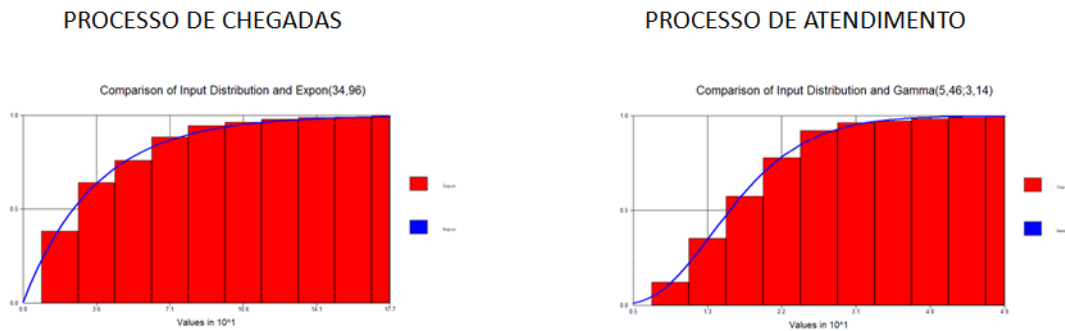 PROCESSO DE CHEGADAS
Comparison of Input Distribution and Expon(34,96)
1.0
0.5
0.0
0.0 3.6 7.1 10.6 14.1 17.7
Values in 10^1
PROCESSO DE ATENDIMENTO
Comparison of Input Distribution and Gamma(5,46;3,14)
1.0
0.5
0.0
0.5 1.3 2.2 3.1 4.0 4.9
Values in 10^1